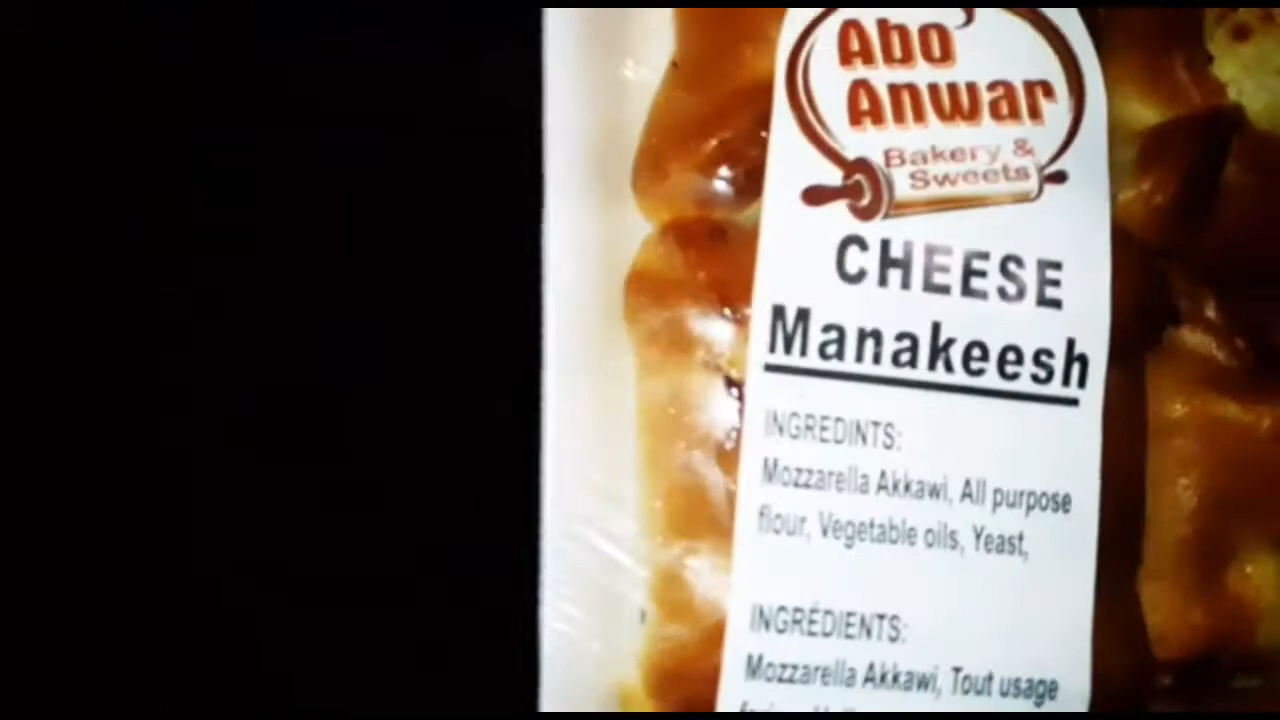 Abo
Anwar
Bakery &
Sweets
CHEESE
Manakeesh
INGREDINTS:
Mozzarella Akkawi, All purpose
flour, Vegetable oils, Yeast,
INGRÉDIENTS:
Mozzarella Akkawi, Tout usage